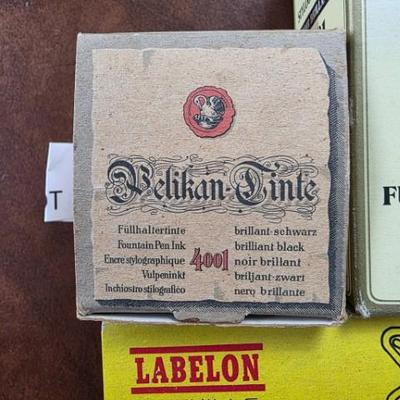 Pelikan-Tinte
Füllhaltertinte brillant-schwarz
Fountain Pen Ink brilliant black
Encre stylographique 4001 noir brillant
Vulpeninkt briljant-zwart
Inchiostro stilografico nero brillante
T
FU
LABELON